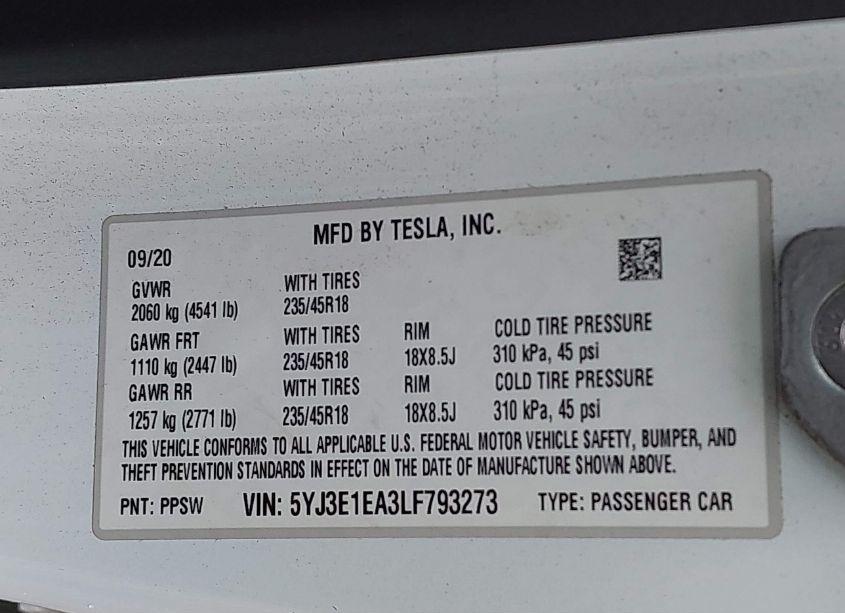 MFD BY TESLA, INC.
09/20
GVWR WITH TIRES
2060 kg (4541 lb) 235/45R18
GAWR FRT WITH TIRES RIM COLD TIRE PRESSURE
1110 kg (2447 lb) 235/45R18 18X8.5J 310 kPa, 45 psi
GAWR RR WITH TIRES RIM COLD TIRE PRESSURE
1257 kg (2771 lb) 235/45R18 18X8.5J 310 kPa, 45 psi
THIS VEHICLE CONFORMS TO ALL APPLICABLE U.S. FEDERAL MOTOR VEHICLE SAFETY, BUMPER, AND
THEFT PREVENTION STANDARDS IN EFFECT ON THE DATE OF MANUFACTURE SHOWN ABOVE.
PNT: PPSW VIN: 5YJ3E1EA3LF793273 TYPE: PASSENGER CAR